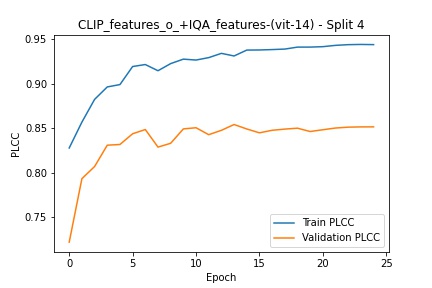 CLIP_features_o_+IQA_features-(vit-14) - Split 4
0.95
0.90
0.85
0.80
0.75
PLCC
Train PLCC
Validation PLCC
0 5 10 15 20 25
Epoch